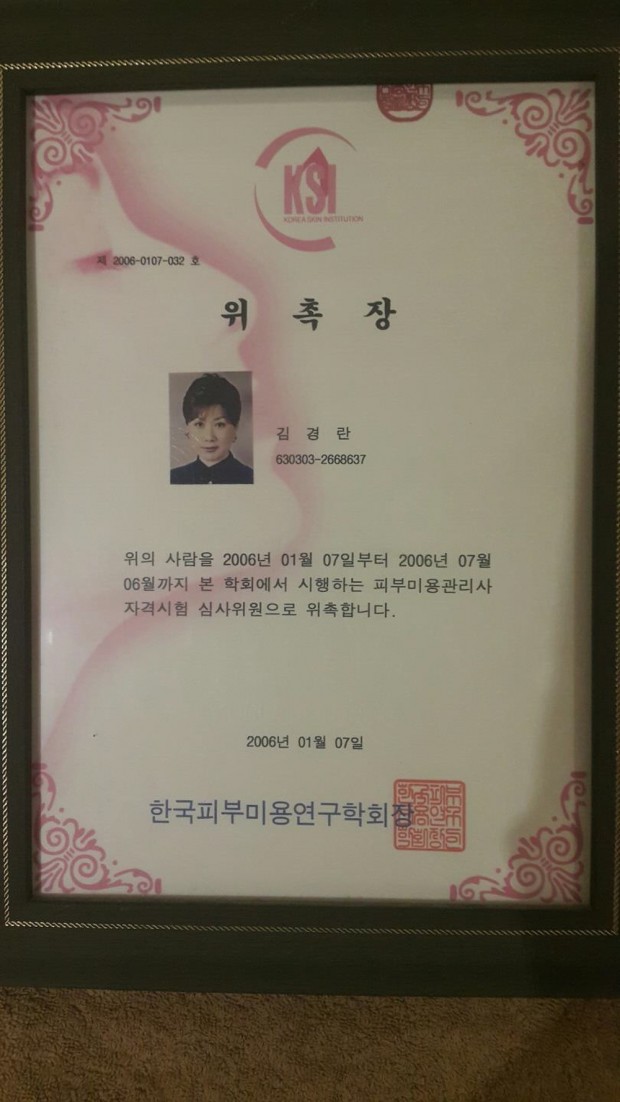 KSI
KOREA SKIN INSTITUTION
제 2006-0107-032 호
위 촉 장
김 경 란
630303-2668637
위의 사람을 2006년 01월 07일부터 2006년 07월
06월까지 본 학회에서 시행하는 피부미용관리사
자격시험 심사위원으로 위촉합니다.
2006년 01월 07일
한국피부미용연구학회장